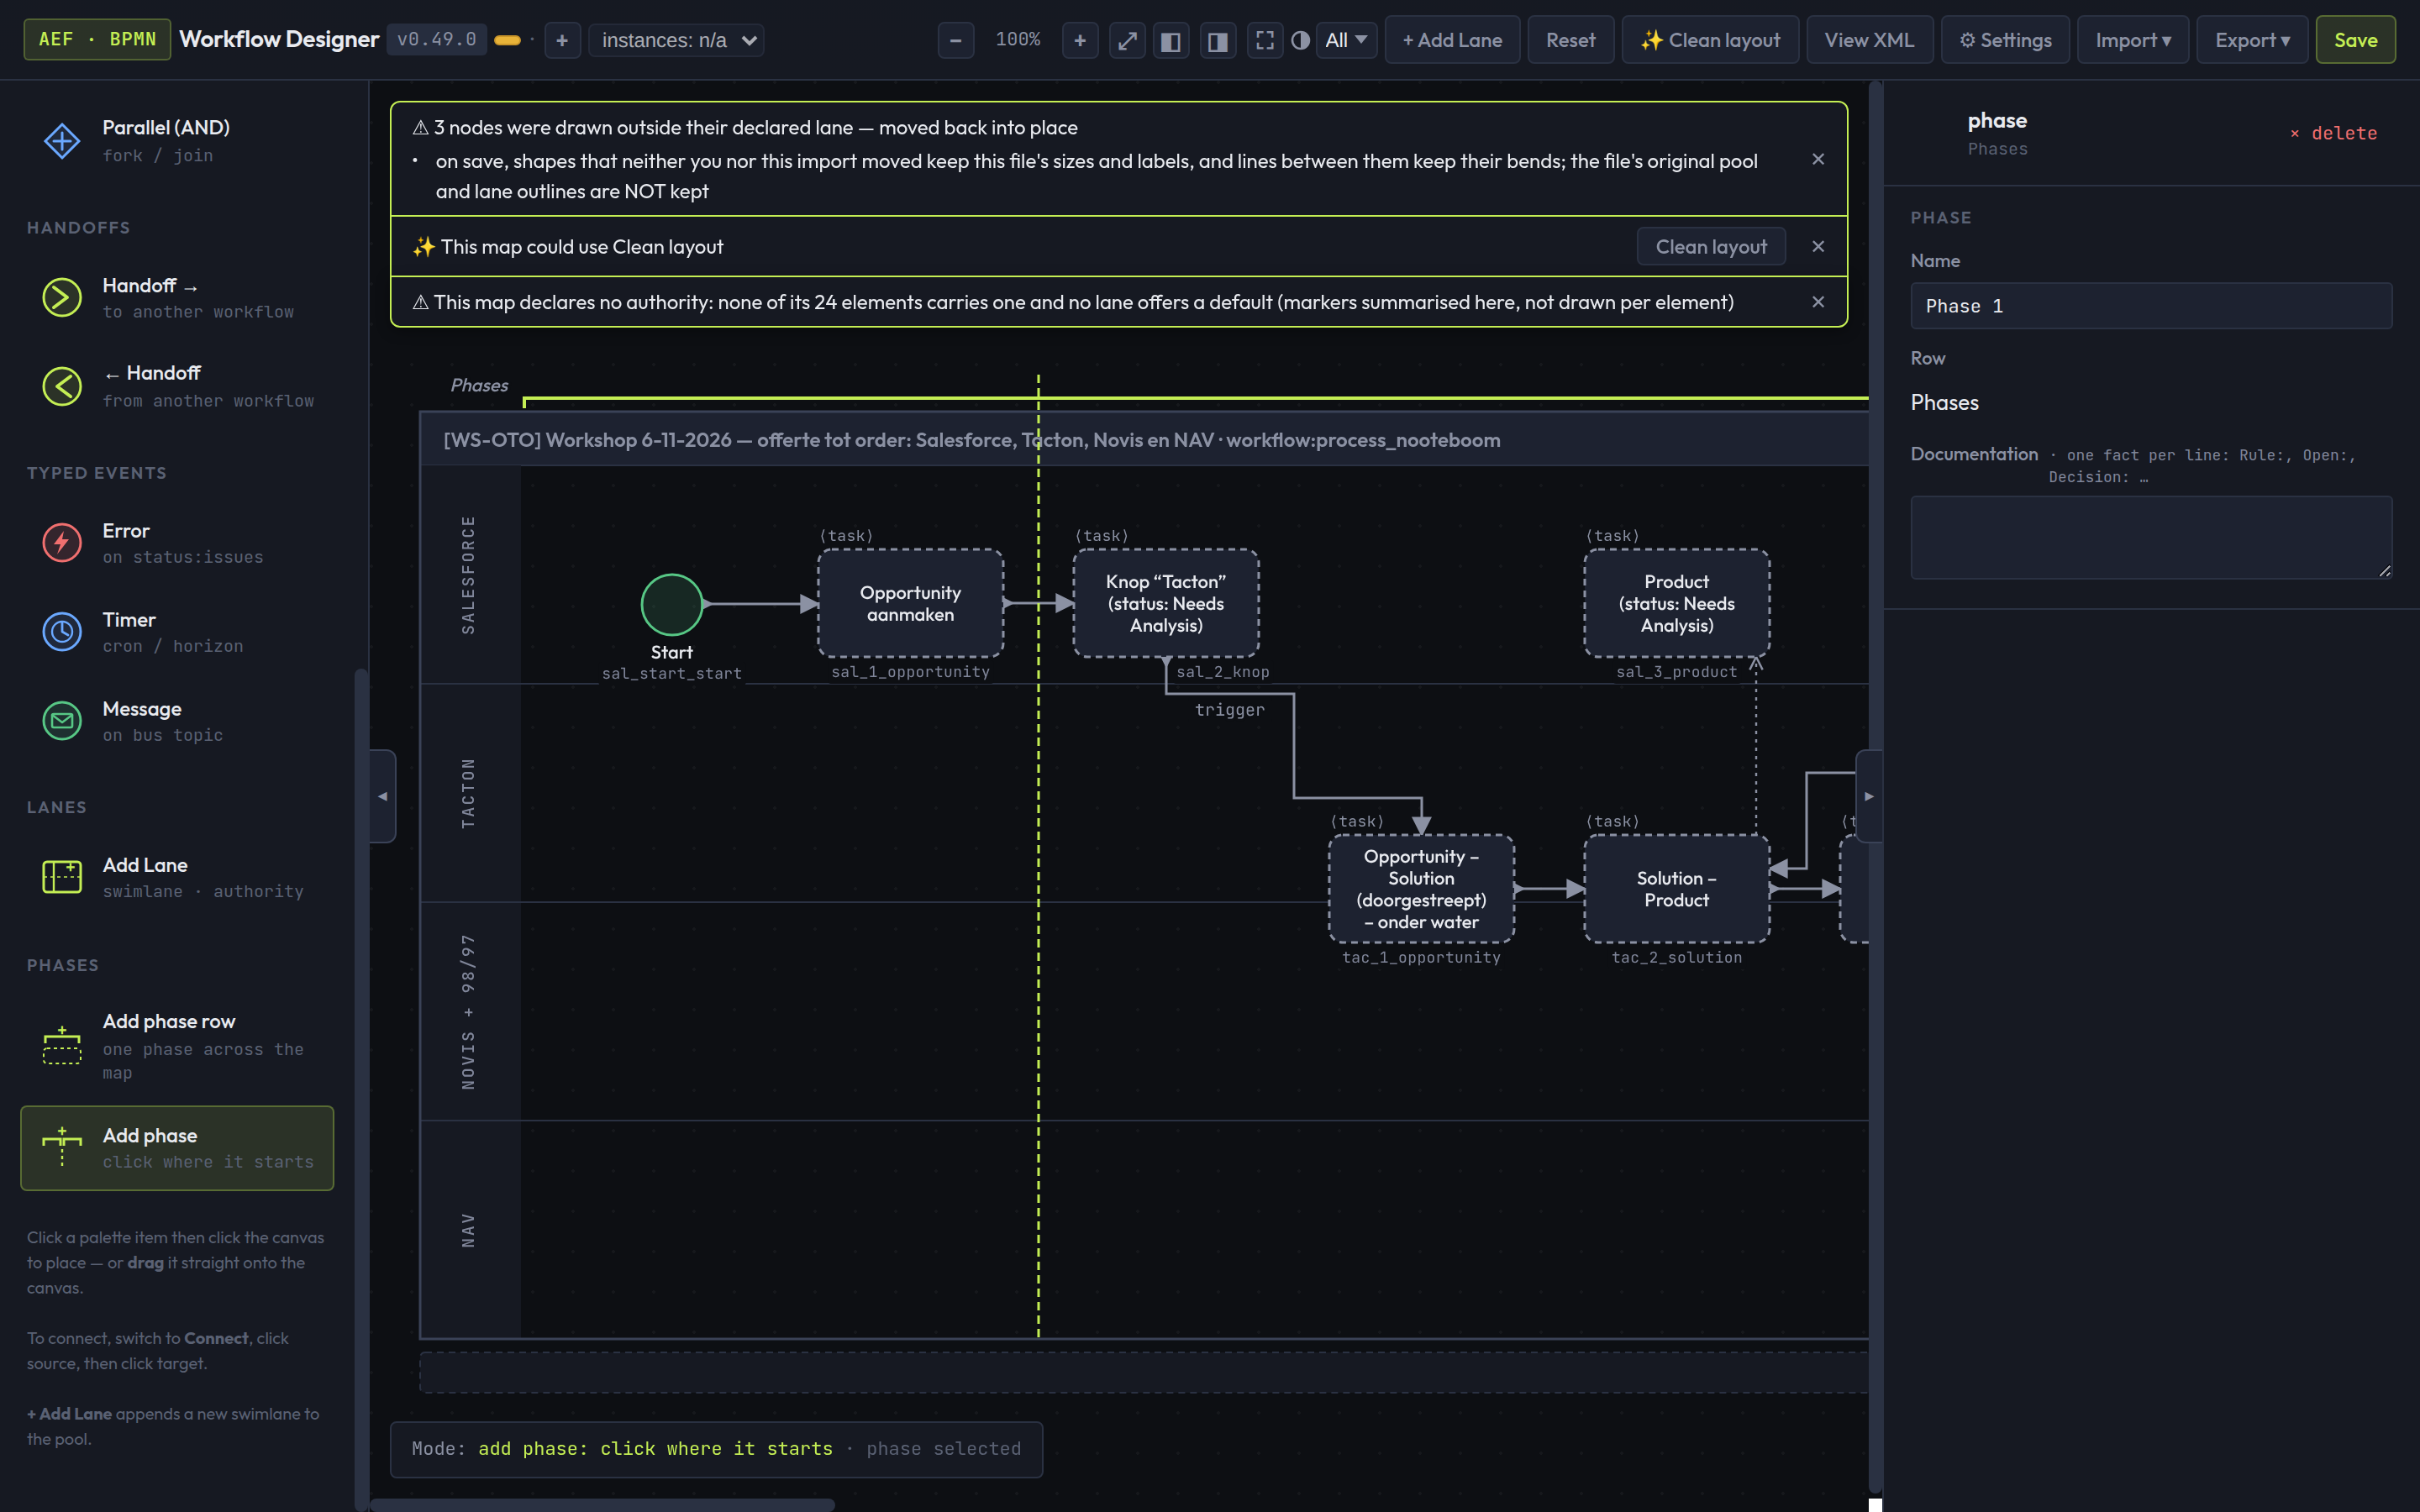 AEF · BPMN Workflow Designer v0.49.0 · + instances: n/a − 100% + All + Add Lane Reset ✨ Clean layout View XML ⚙ Settings Import ▾ Export ▾ Save
Parallel (AND)
fork / join
HANDOFFS
Handoff →
to another workflow
← Handoff
from another workflow
TYPED EVENTS
Error
on status:issues
Timer
cron / horizon
Message
on bus topic
LANES
Add Lane
swimlane · authority
PHASES
Add phase row
one phase across the
map
Add phase
click where it starts
Click a palette item then click the canvas
to place — or drag it straight onto the
canvas.
To connect, switch to Connect, click
source, then click target.
+ Add Lane appends a new swimlane to
the pool.
⚠ 3 nodes were drawn outside their declared lane — moved back into place
• on save, shapes that neither you nor this import moved keep this file's sizes and labels, and lines between them keep their bends; the file's original pool
and lane outlines are NOT kept
×
✨ This map could use Clean layout
Clean layout ×
⚠ This map declares no authority: none of its 24 elements carries one and no lane offers a default (markers summarised here, not drawn per element) ×
Phases
[WS-OTO] Workshop 6-11-2026 — offerte tot order: Salesforce, Tacton, Novis en NAV · workflow:process_nooteboom
SALESFORCE
Start
sal_start_start
⟨task⟩
Opportunity
aanmaken
sal_1_opportunity
⟨task⟩
Knop “Tacton”
(status: Needs
Analysis)
sal_2_knop
trigger
⟨task⟩
Product
(status: Needs
Analysis)
sal_3_product
TACTON
⟨task⟩
Opportunity –
Solution
(doorgestreept)
– onder water
tac_1_opportunity
⟨task⟩
Solution –
Product
tac_2_solution
⟨t
NOVIS + 98/97
NAV
Mode: add phase: click where it starts · phase selected
phase
Phases
× delete
PHASE
Name
Phase 1
Row
Phases
Documentation · one fact per line: Rule:, Open:,
Decision: …